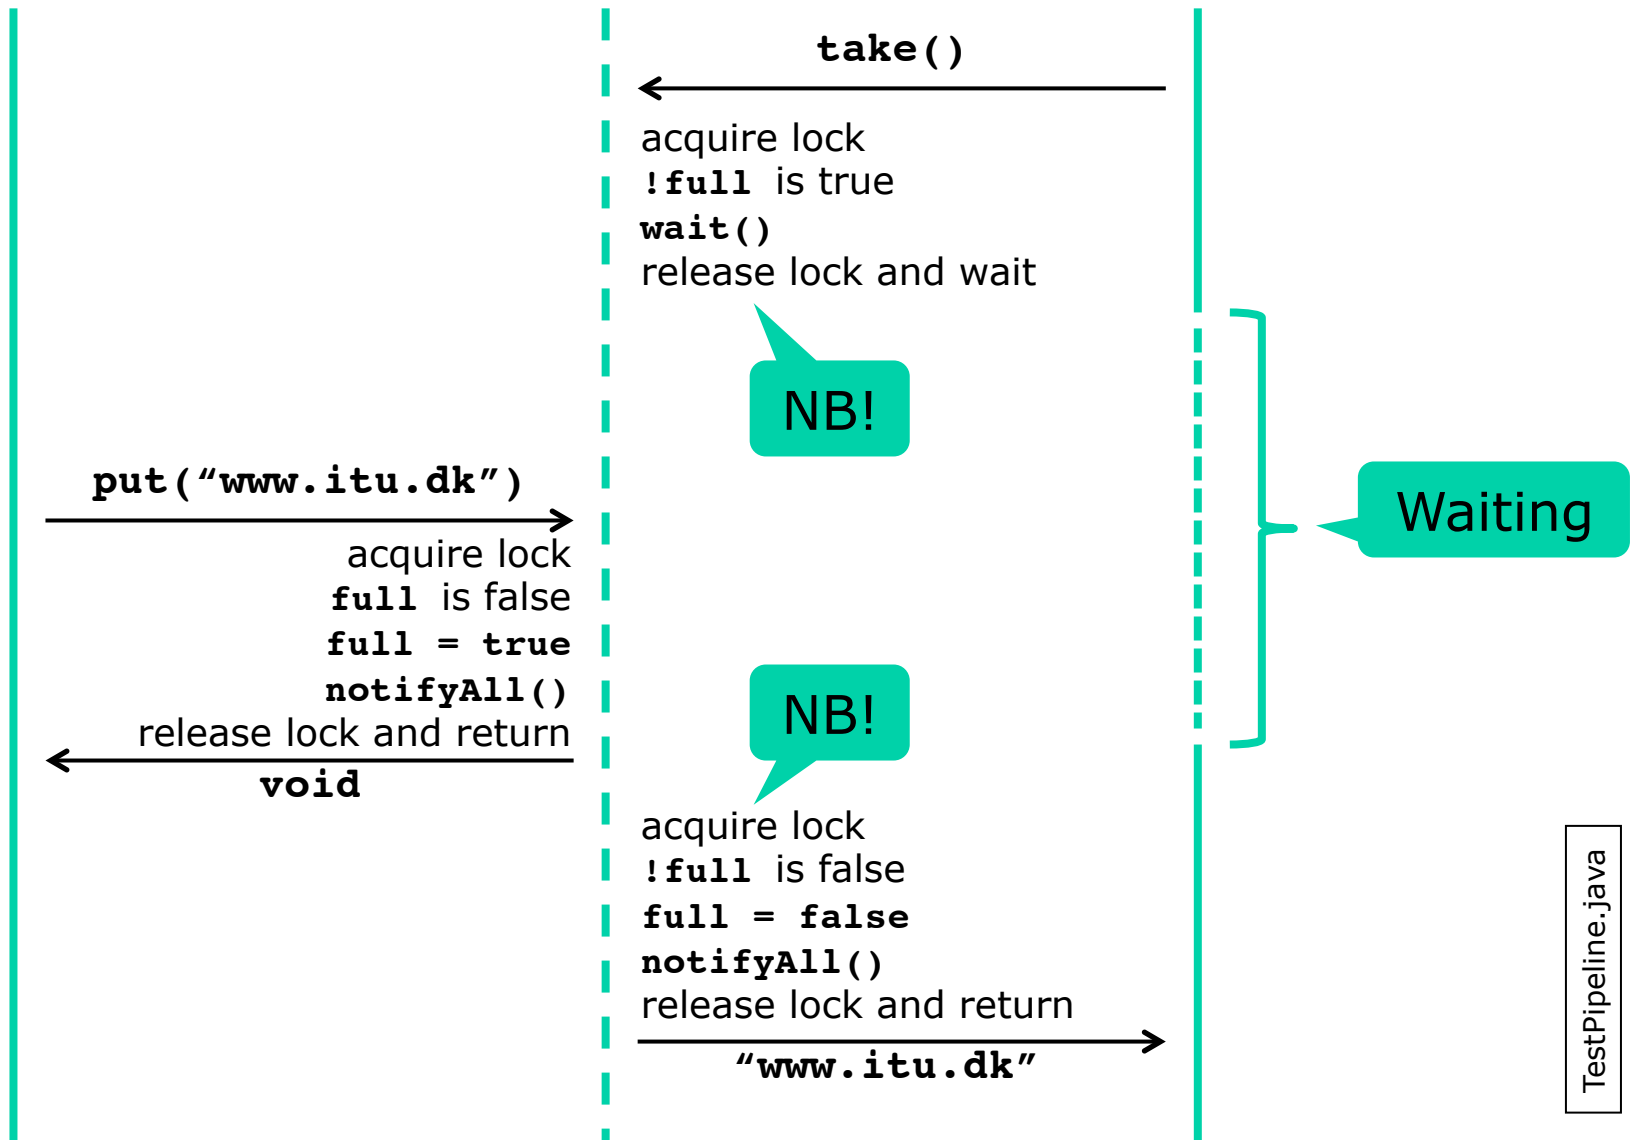 take()
acquire lock
!full is true
wait()
release lock and wait
NB!
put(“www.itu.dk”)
Waiting
acquire lock
full is false
full = true
notifyAll()
release lock and return
void
NB!
acquire lock
!full is false
full = false
notifyAll()
release lock and return
“www.itu.dk”
TestPipeline.java